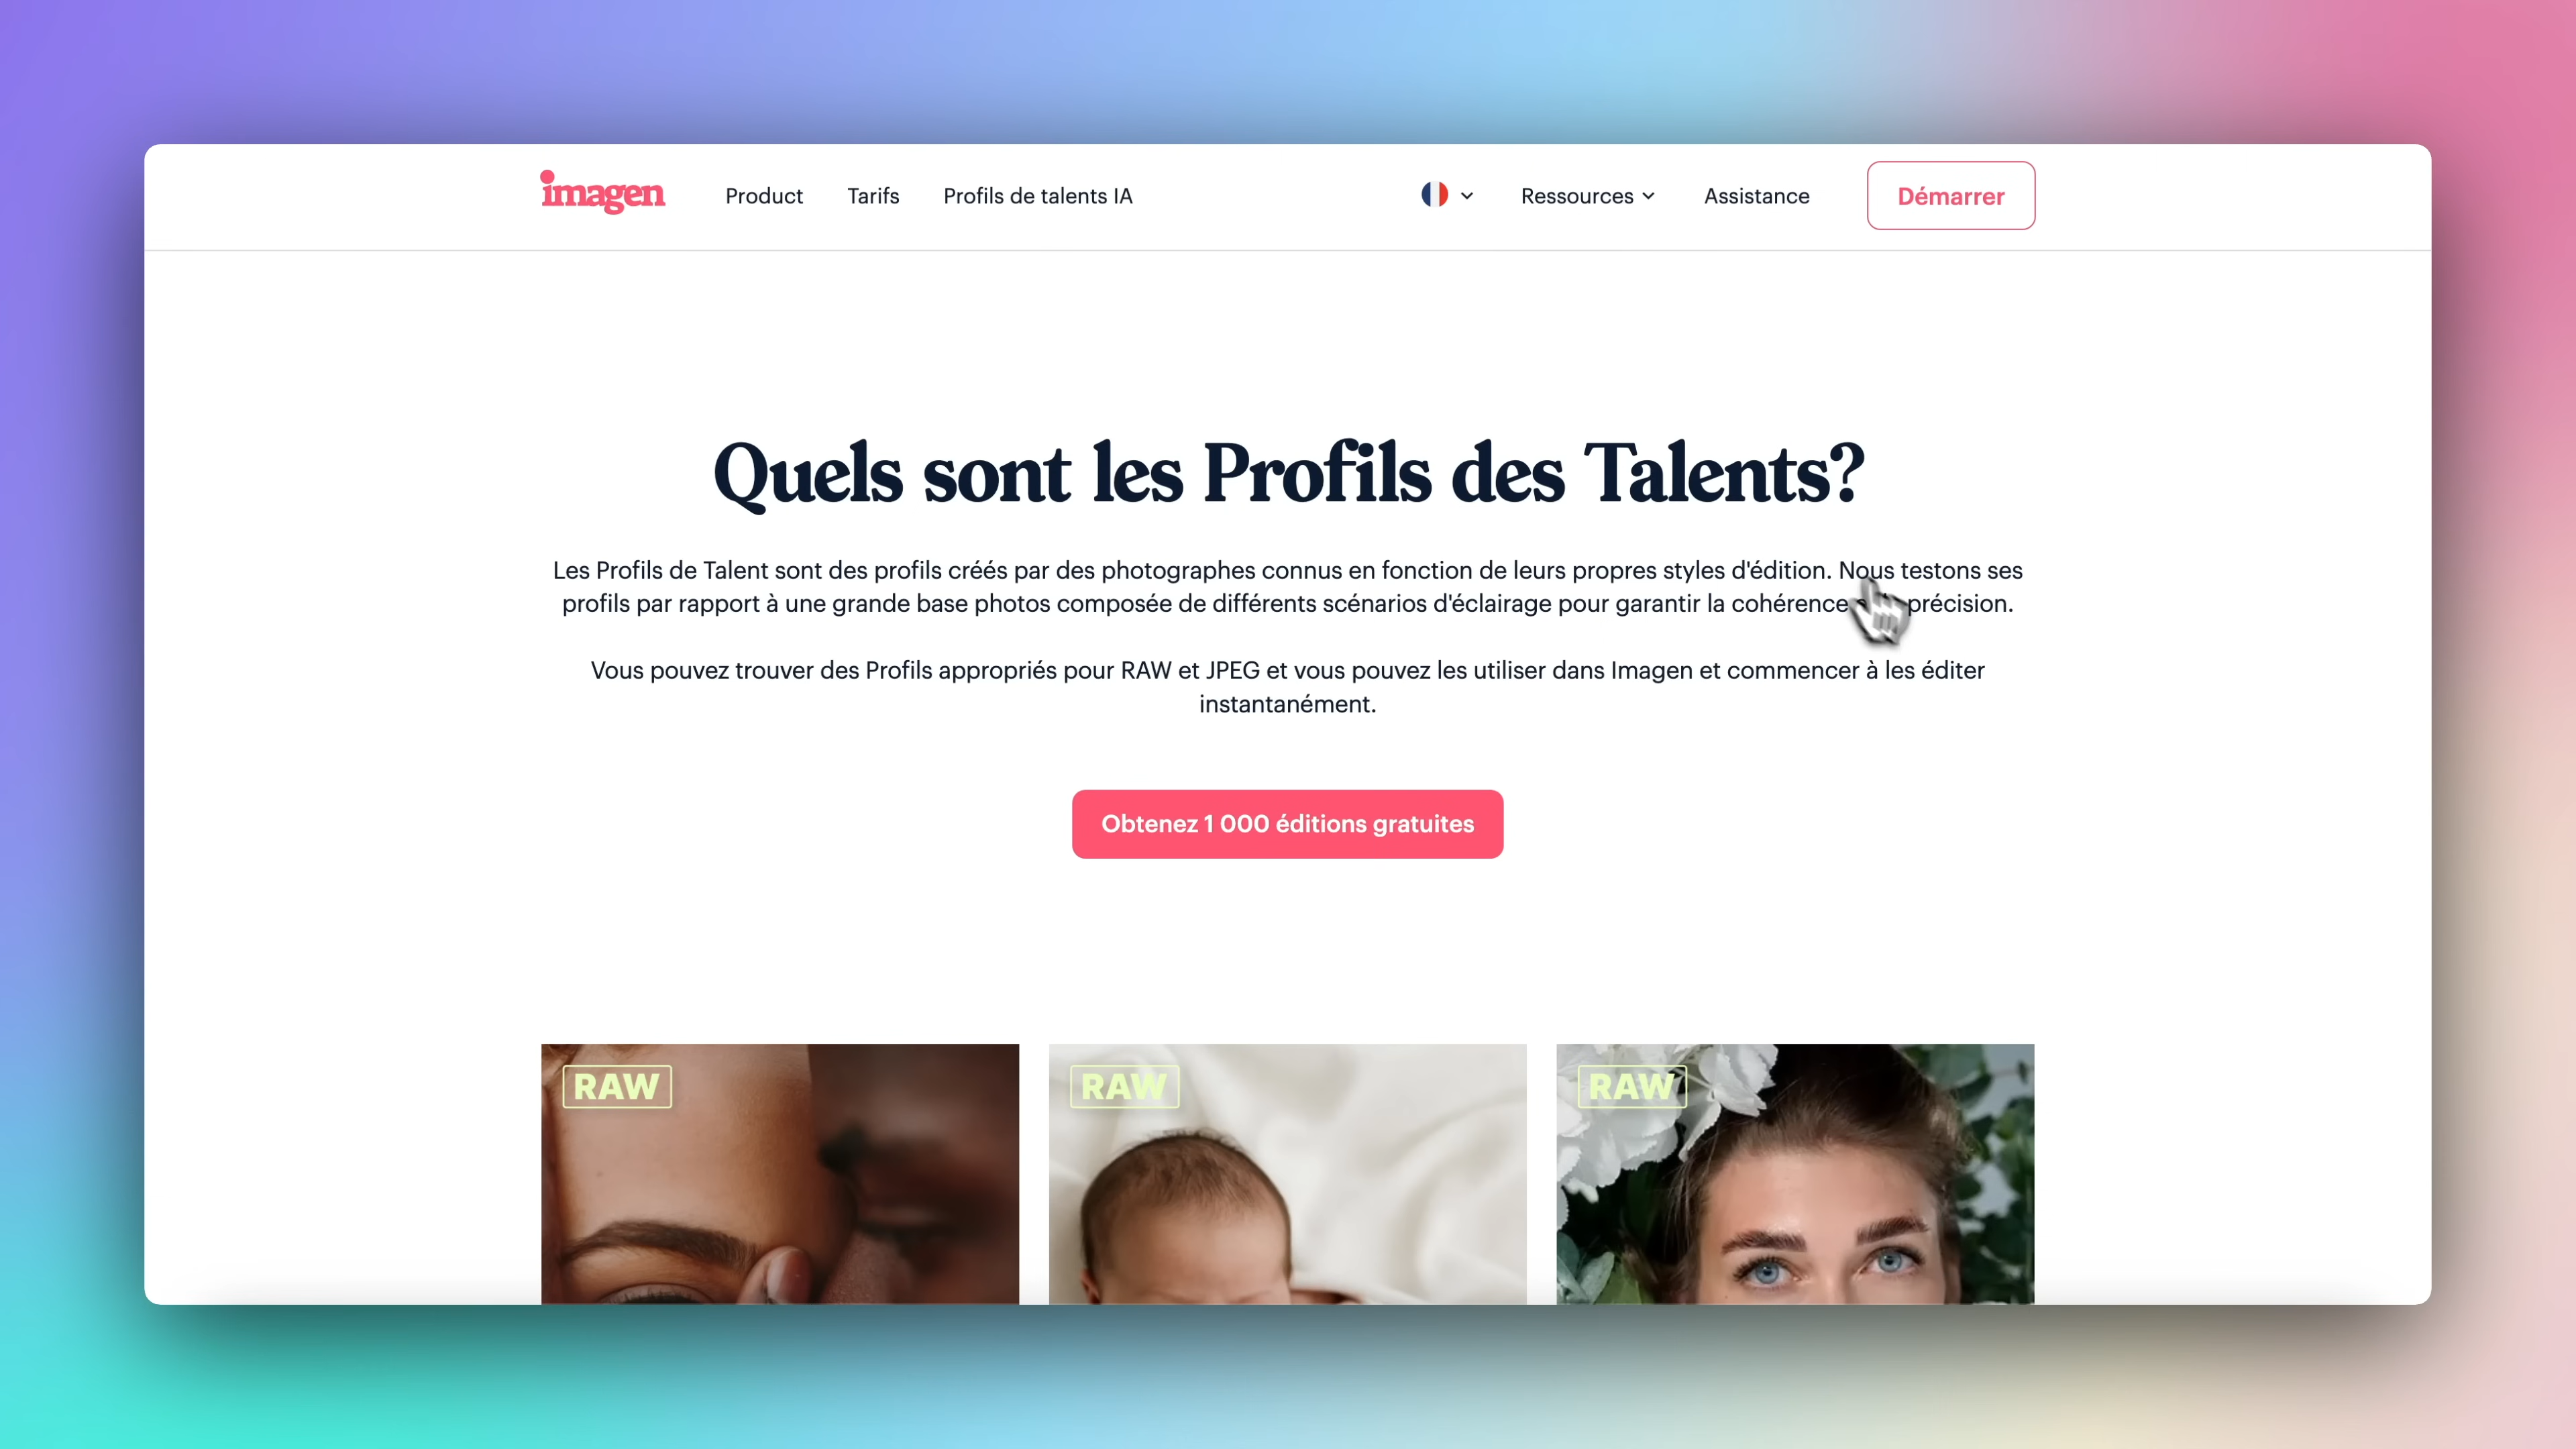 imagen Product Tarifs Profils de talents IA Ressources Assistance Démarrer
Quels sont les Profils des Talents?
Les Profils de Talent sont des profils créés par des photographes connus en fonction de leurs propres styles d'édition. Nous testons ses
profils par rapport à une grande base photos composée de différents scénarios d'éclairage pour garantir la cohérence précision.
Vous pouvez trouver des Profils appropriés pour RAW et JPEG et vous pouvez les utiliser dans Imagen et commencer à les éditer
instantanément.
Obtenez 1 000 éditions gratuites
RAW RAW RAW